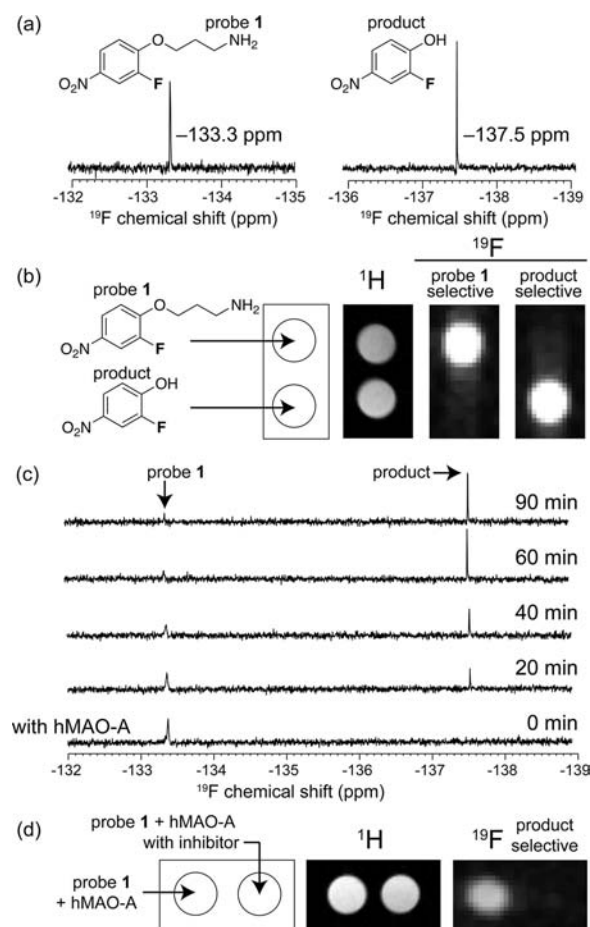 (a)
probe 1
product
O
NH₂
OH
NO₂
F
NO₂
F
−133.3 ppm
−137.5 ppm
-132 -133 -134 -135
-136 -137 -138 -139
¹⁹F chemical shift (ppm)
¹⁹F chemical shift (ppm)
(b)
¹⁹F
probe 1
¹H
probe 1 selective
product selective
O
NH₂
NO₂
F
product
OH
NO₂
F
(c)
probe 1
product
90 min
60 min
40 min
20 min
with hMAO-A
0 min
-132 -133 -134 -135 -136 -137 -138 -139
¹⁹F chemical shift (ppm)
(d)
probe 1 + hMAO-A
with inhibitor
probe 1
+ hMAO-A
¹H
¹⁹F
product
selective